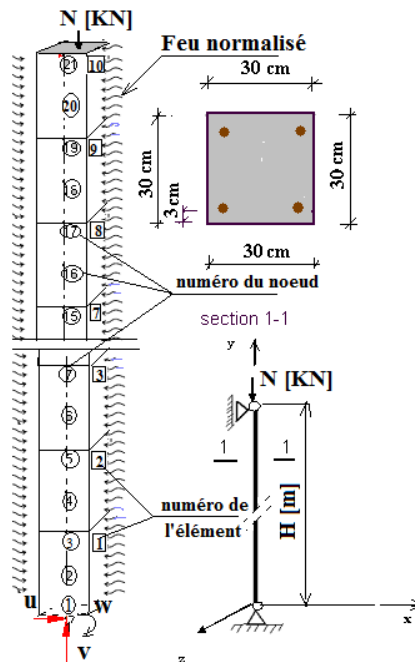 N [KN]
Feu normalisé
21
10
20
19
9
18
17
8
16
15
7
7
3
6
5
2
4
3
1
2
1
u
w
v
numéro du noeud
numéro de
l'élément
30 cm
30 cm
30 cm
3 cm
30 cm
section 1-1
y
N [KN]
1
1
H [m]
x
z